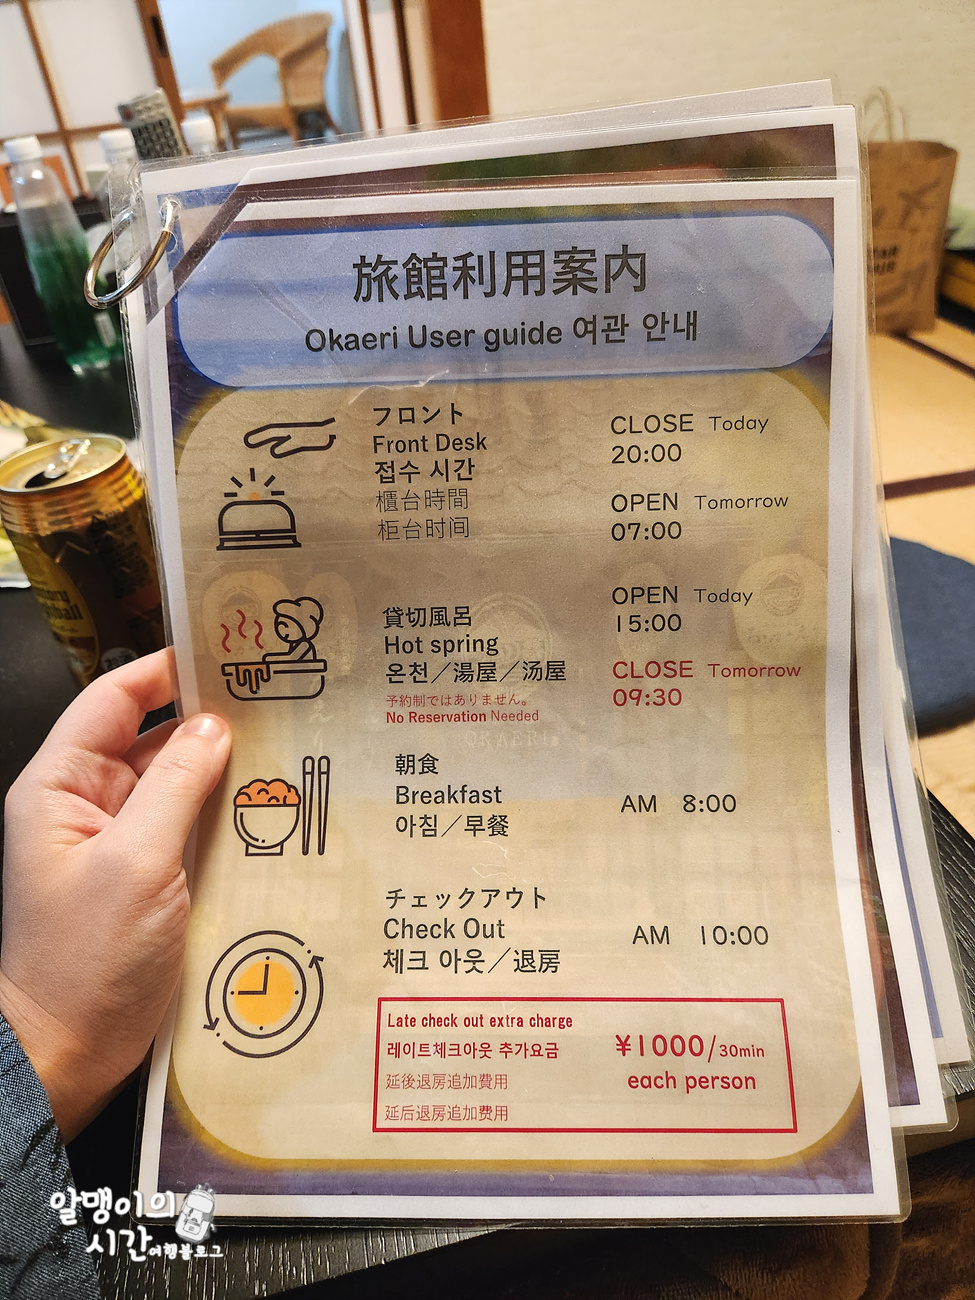 旅館利用案内
Okaeri User guide 여관 안내
フロント
Front Desk
접수 시간
櫃台時間
柜台时间
CLOSE Today
20:00
OPEN Tomorrow
07:00
貸切風呂
Hot spring
온천／湯屋／汤屋
予約制ではありません。
No Reservation Needed
OPEN Today
15:00
CLOSE Tomorrow
09:30
OKAERI
朝食
Breakfast
아침／早餐
AM 8:00
チェックアウト
Check Out
체크 아웃／退房
AM 10:00
Late check out extra charge
레이트체크아웃 추가요금
延後退房追加費用
延后退房追加费用
¥1000/30min
each person
알맹이의
시간여행블로그